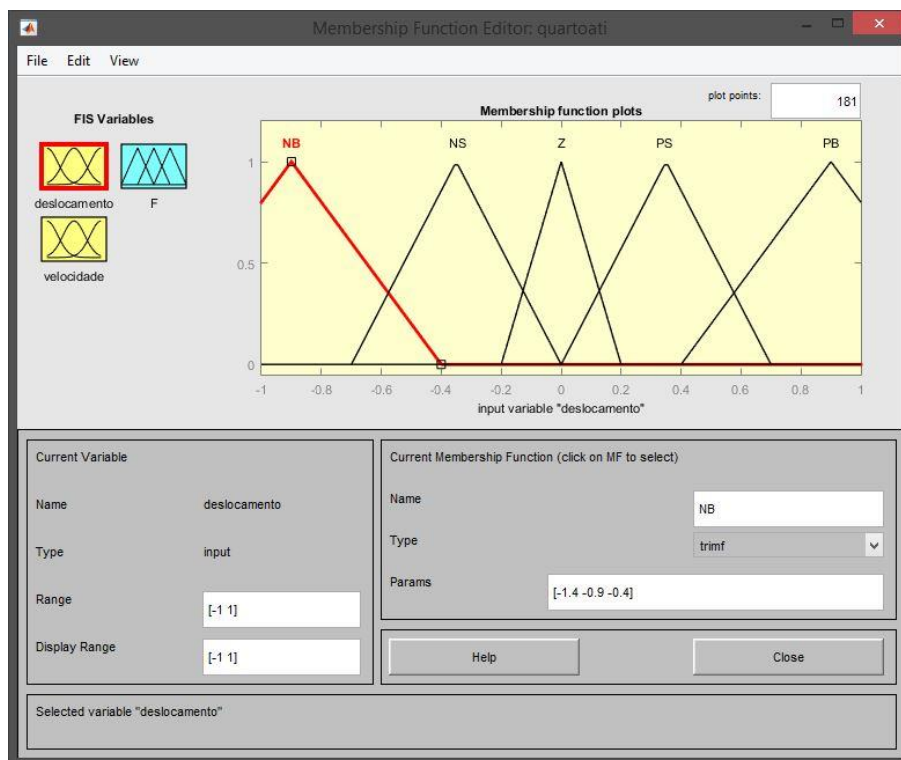 Membership Function Editor: quartoati
File Edit View
FIS Variables
deslocamento
F
velocidade
plot points:
181
Membership function plots
NB NS Z PS PB
1
0.5
0
-1 -0.8 -0.6 -0.4 -0.2 0 0.2 0.4 0.6 0.8 1
input variable "deslocamento"
Current Variable
Name deslocamento
Type input
Range [-1 1]
Display Range [-1 1]
Current Membership Function (click on MF to select)
Name NB
Type trimf
Params [-1.4 -0.9 -0.4]
Help Close
Selected variable "deslocamento"